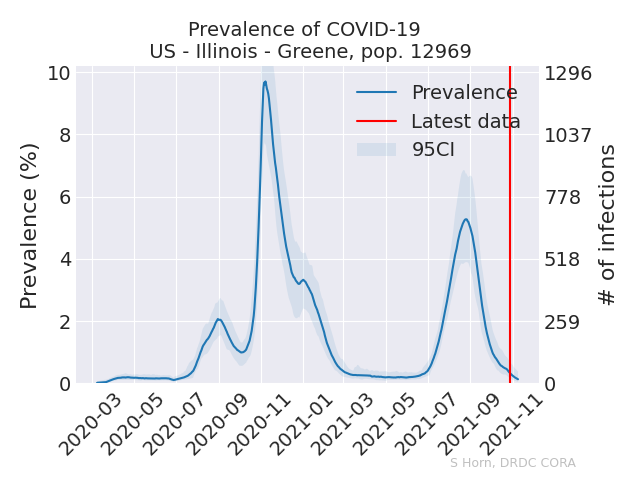 Prevalence of COVID-19
US - Illinois - Greene, pop. 12969
Prevalence (%)
10
8
6
4
2
0
Prevalence
Latest data
95CI
1296
1037
778
518
259
0
# of infections
2020-03
2020-05
2020-07
2020-09
2020-11
2021-01
2021-03
2021-05
2021-07
2021-09
2021-11
S Horn, DRDC CORA